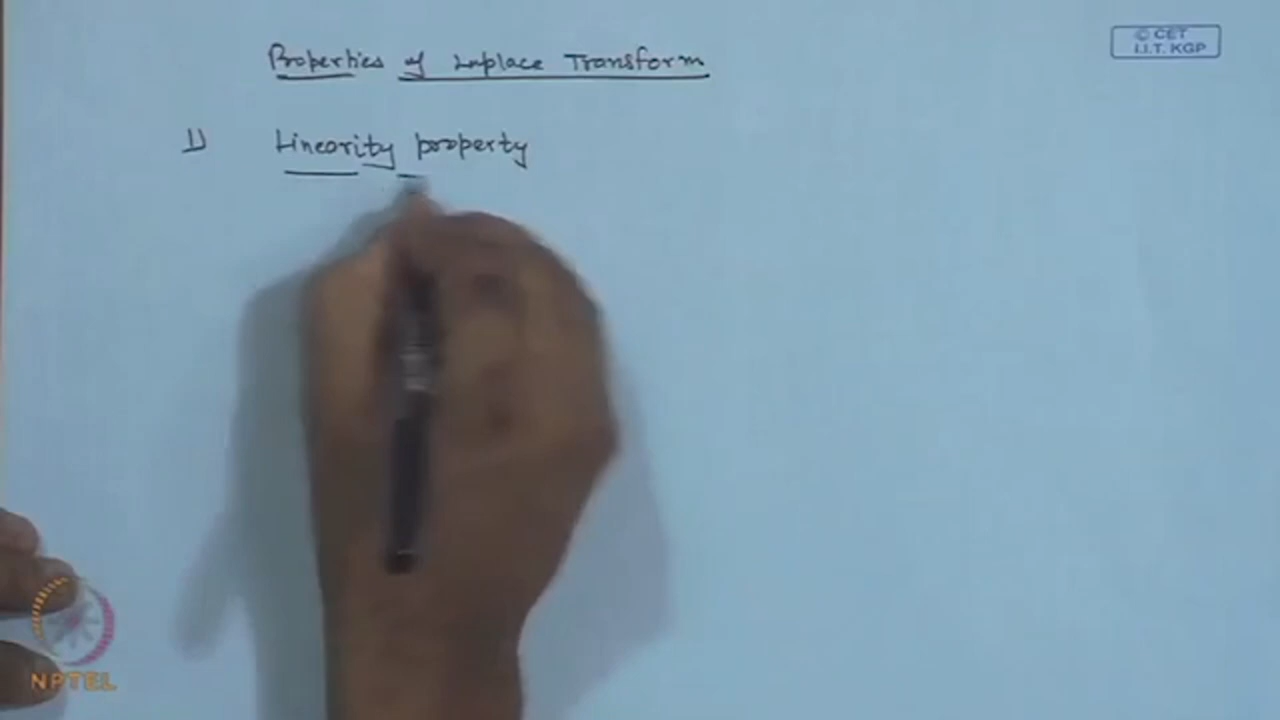 Properties of Laplace Transform
© CET
I.I.T. KGP
1) Linearity property
NPTEL